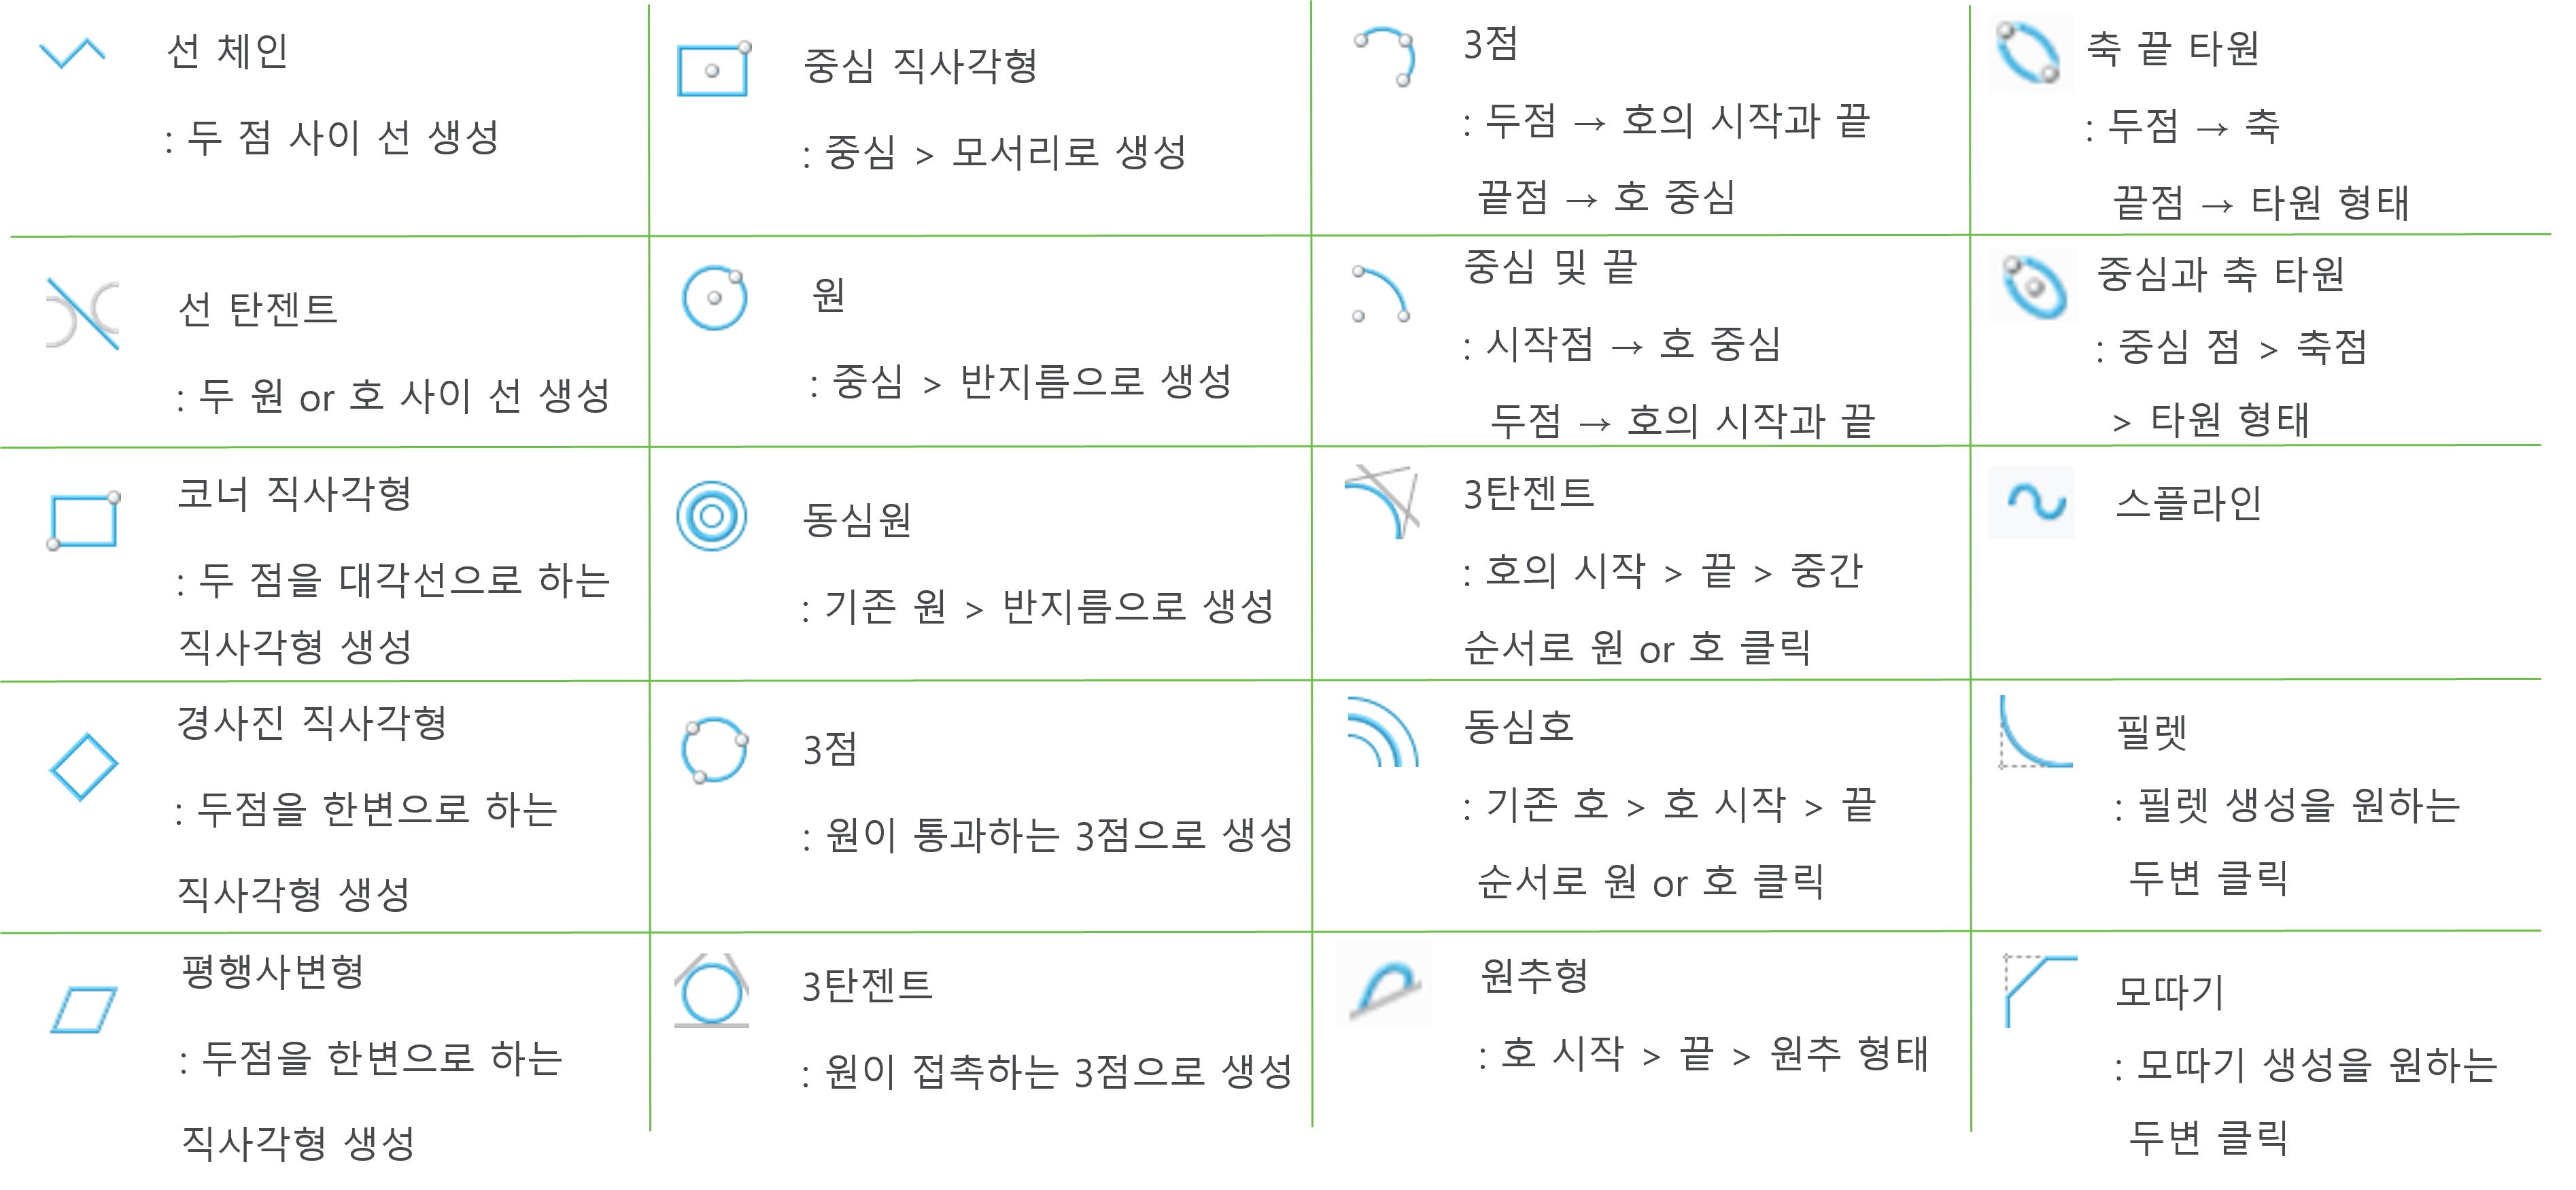 선 체인
: 두 점 사이 선 생성
선 탄젠트
: 두 원 or 호 사이 선 생성
코너 직사각형
: 두 점을 대각선으로 하는
직사각형 생성
경사진 직사각형
: 두점을 한변으로 하는
직사각형 생성
평행사변형
: 두점을 한변으로 하는
직사각형 생성
중심 직사각형
: 중심 > 모서리로 생성
원
: 중심 > 반지름으로 생성
동심원
: 기존 원 > 반지름으로 생성
3점
: 원이 통과하는 3점으로 생성
3탄젠트
: 원이 접촉하는 3점으로 생성
3점
: 두점 → 호의 시작과 끝
끝점 → 호 중심
중심 및 끝
: 시작점 → 호 중심
두점 → 호의 시작과 끝
3탄젠트
: 호의 시작 > 끝 > 중간
순서로 원 or 호 클릭
동심호
: 기존 호 > 호 시작 > 끝
순서로 원 or 호 클릭
원추형
: 호 시작 > 끝 > 원추 형태
축 끝 타원
: 두점 → 축
끝점 → 타원 형태
중심과 축 타원
: 중심 점 > 축점
> 타원 형태
스플라인
필렛
: 필렛 생성을 원하는
두변 클릭
모따기
: 모따기 생성을 원하는
두변 클릭